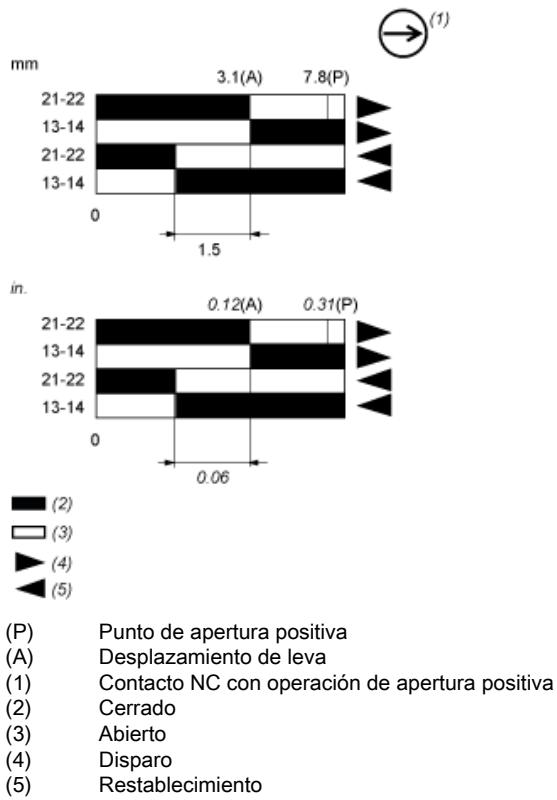 (1)
mm
3.1(A) 7.8(P)
21-22
13-14
21-22
13-14
0
1.5
in.
0.12(A) 0.31(P)
21-22
13-14
21-22
13-14
0
0.06
(2)
(3)
(4)
(5)
(P) Punto de apertura positiva
(A) Desplazamiento de leva
(1) Contacto NC con operación de apertura positiva
(2) Cerrado
(3) Abierto
(4) Disparo
(5) Restablecimiento